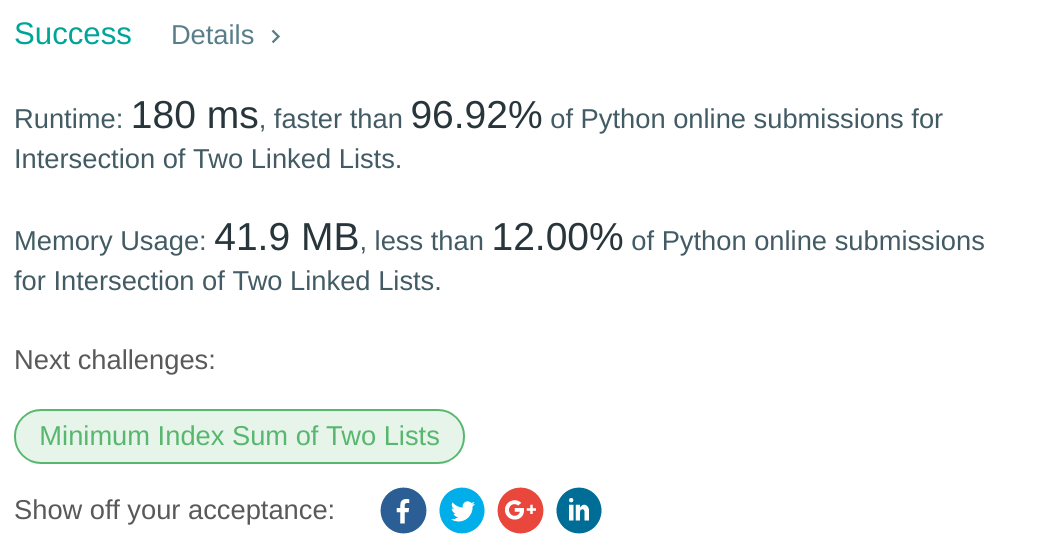 Success Details >
Runtime: 180 ms, faster than 96.92% of Python online submissions for
Intersection of Two Linked Lists.
Memory Usage: 41.9 MB, less than 12.00% of Python online submissions
for Intersection of Two Linked Lists.
Next challenges:
Minimum Index Sum of Two Lists
Show off your acceptance: f G+ in